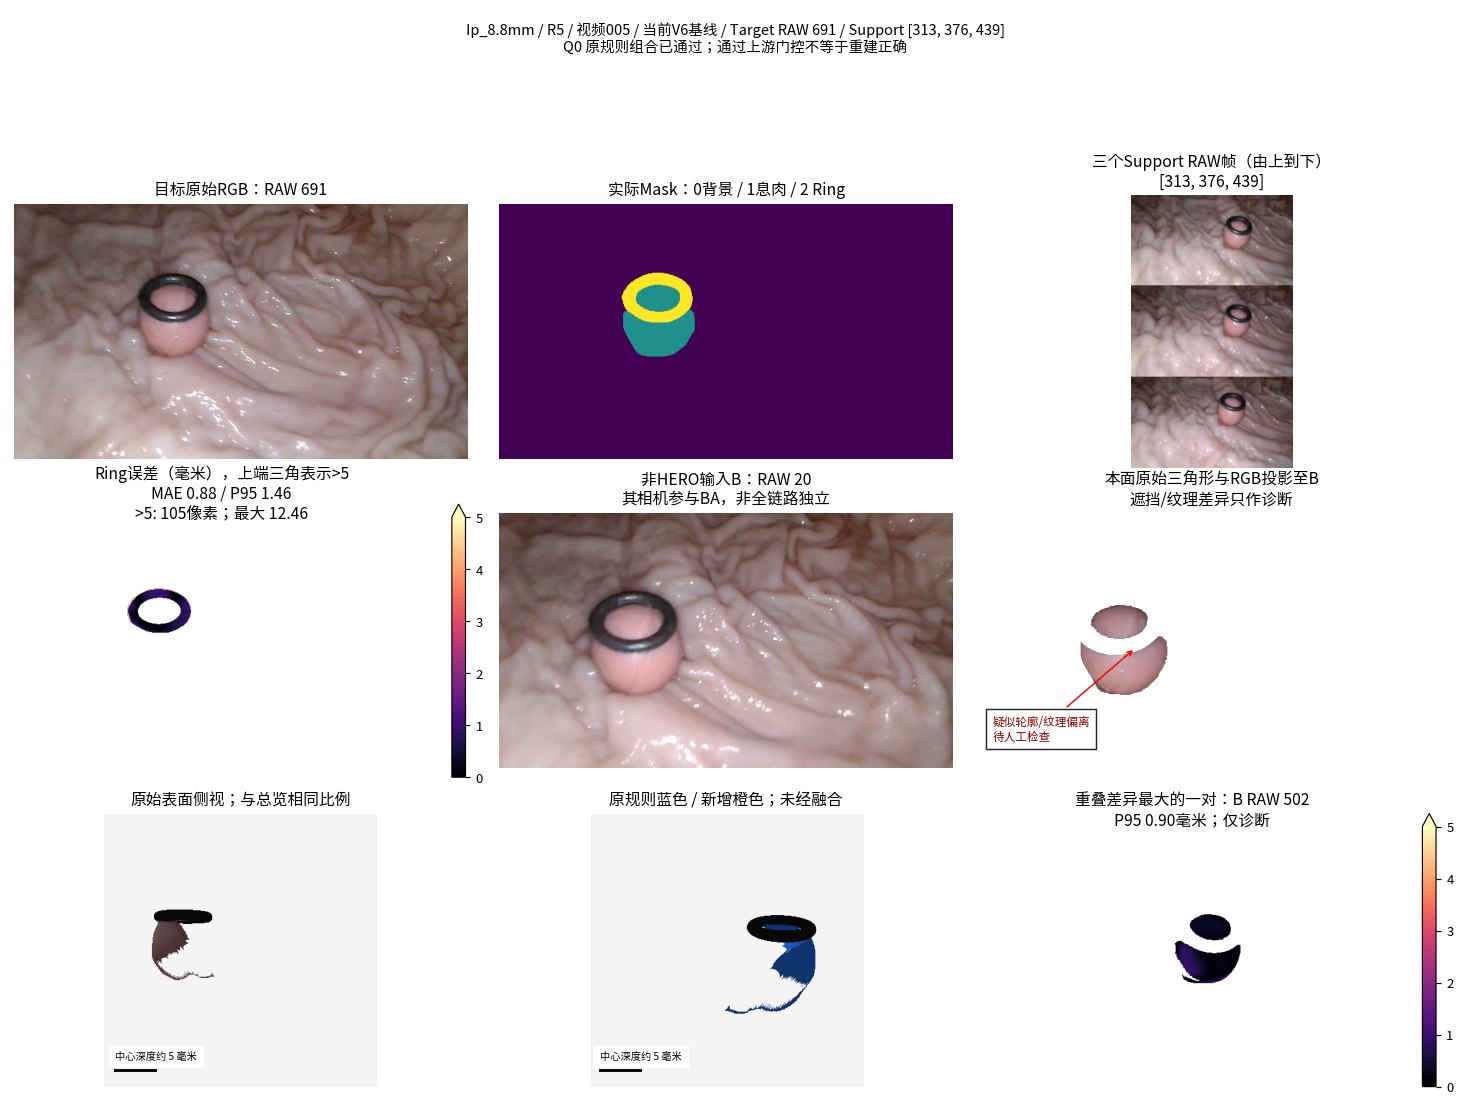 Ip_8.8mm / R5 / 视频005 / 当前V6基线 / Target RAW 691 / Support [313, 376, 439]
Q0 原规则组合已通过；通过上游门控不等于重建正确
目标原始RGB：RAW 691
实际Mask：0背景 / 1息肉 / 2 Ring
三个Support RAW帧（由上到下）
[313, 376, 439]
Ring误差（毫米），上端三角表示>5
MAE 0.88 / P95 1.46
>5: 105像素；最大 12.46
5
4
3
2
1
0
非HERO输入B：RAW 20
其相机参与BA，非全链路独立
本面原始三角形与RGB投影至B
遮挡/纹理差异只作诊断
疑似轮廓/纹理偏离
待人工检查
原始表面侧视；与总览相同比例
中心深度约 5 毫米
原规则蓝色 / 新增橙色；未经融合
中心深度约 5 毫米
重叠差异最大的一对：B RAW 502
P95 0.90毫米；仅诊断
5
4
3
2
1
0